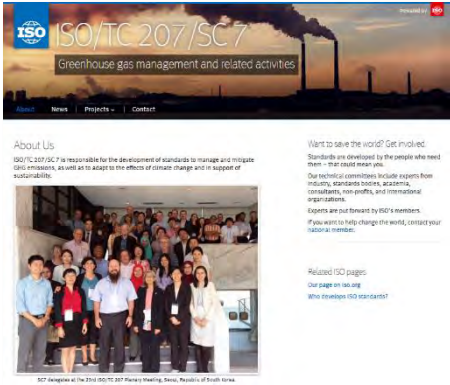 ISO
ISO/TC 207/SC 7
Greenhouse gas management and related activities
ISO
About
News
Projects
Contact
About Us
ISO/TC 207/SC 7 is responsible for the development of standards to manage and mitigate
GHG emissions, as well as to adapt to the effects of climate change and in support of
sustainability.
SC7 delegates at the 23rd ISO/TC 207 Plenary Meeting, Seoul, Republic of South Korea.
Want to save the world? Get involved.
Standards are developed by the people who need
them – that could mean you.
Our technical committees include experts from
industry, standards bodies, academia,
consultants, non-profits, and international
organizations.
Experts are put forward by ISO's members.
If you want to help change the world, contact your
national member.
Related ISO pages
Our page on iso.org
Who develops ISO standards?